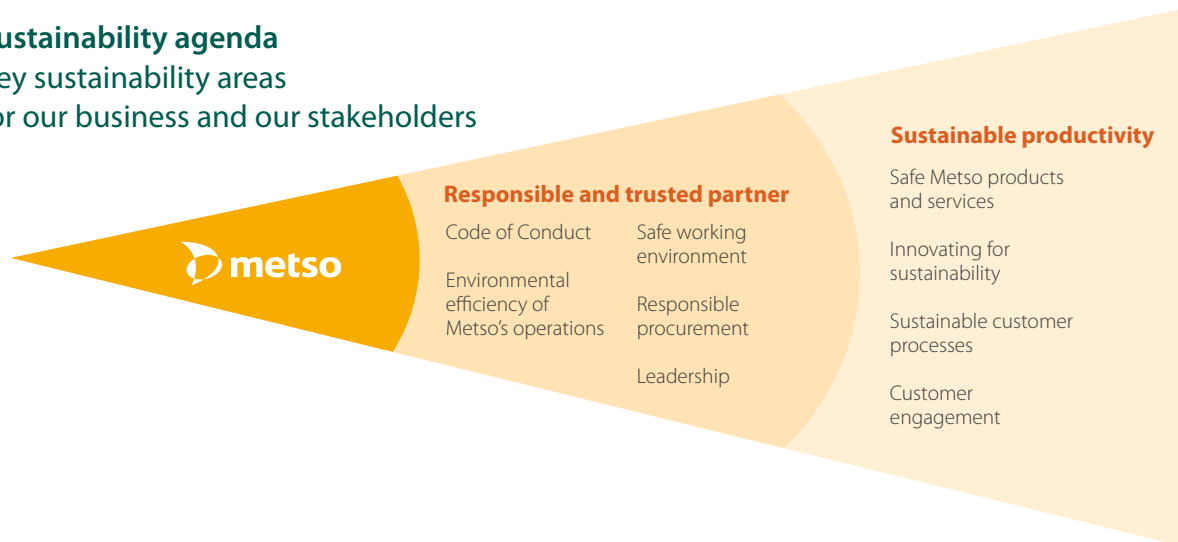 ustainability agenda
ey sustainability areas
or our business and our stakeholders
metso
Responsible and trusted partner
Code of Conduct
Environmental
efficiency of
Metso’s operations
Safe working
environment
Responsible
procurement
Leadership
Sustainable productivity
Safe Metso products
and services
Innovating for
sustainability
Sustainable customer
processes
Customer
engagement